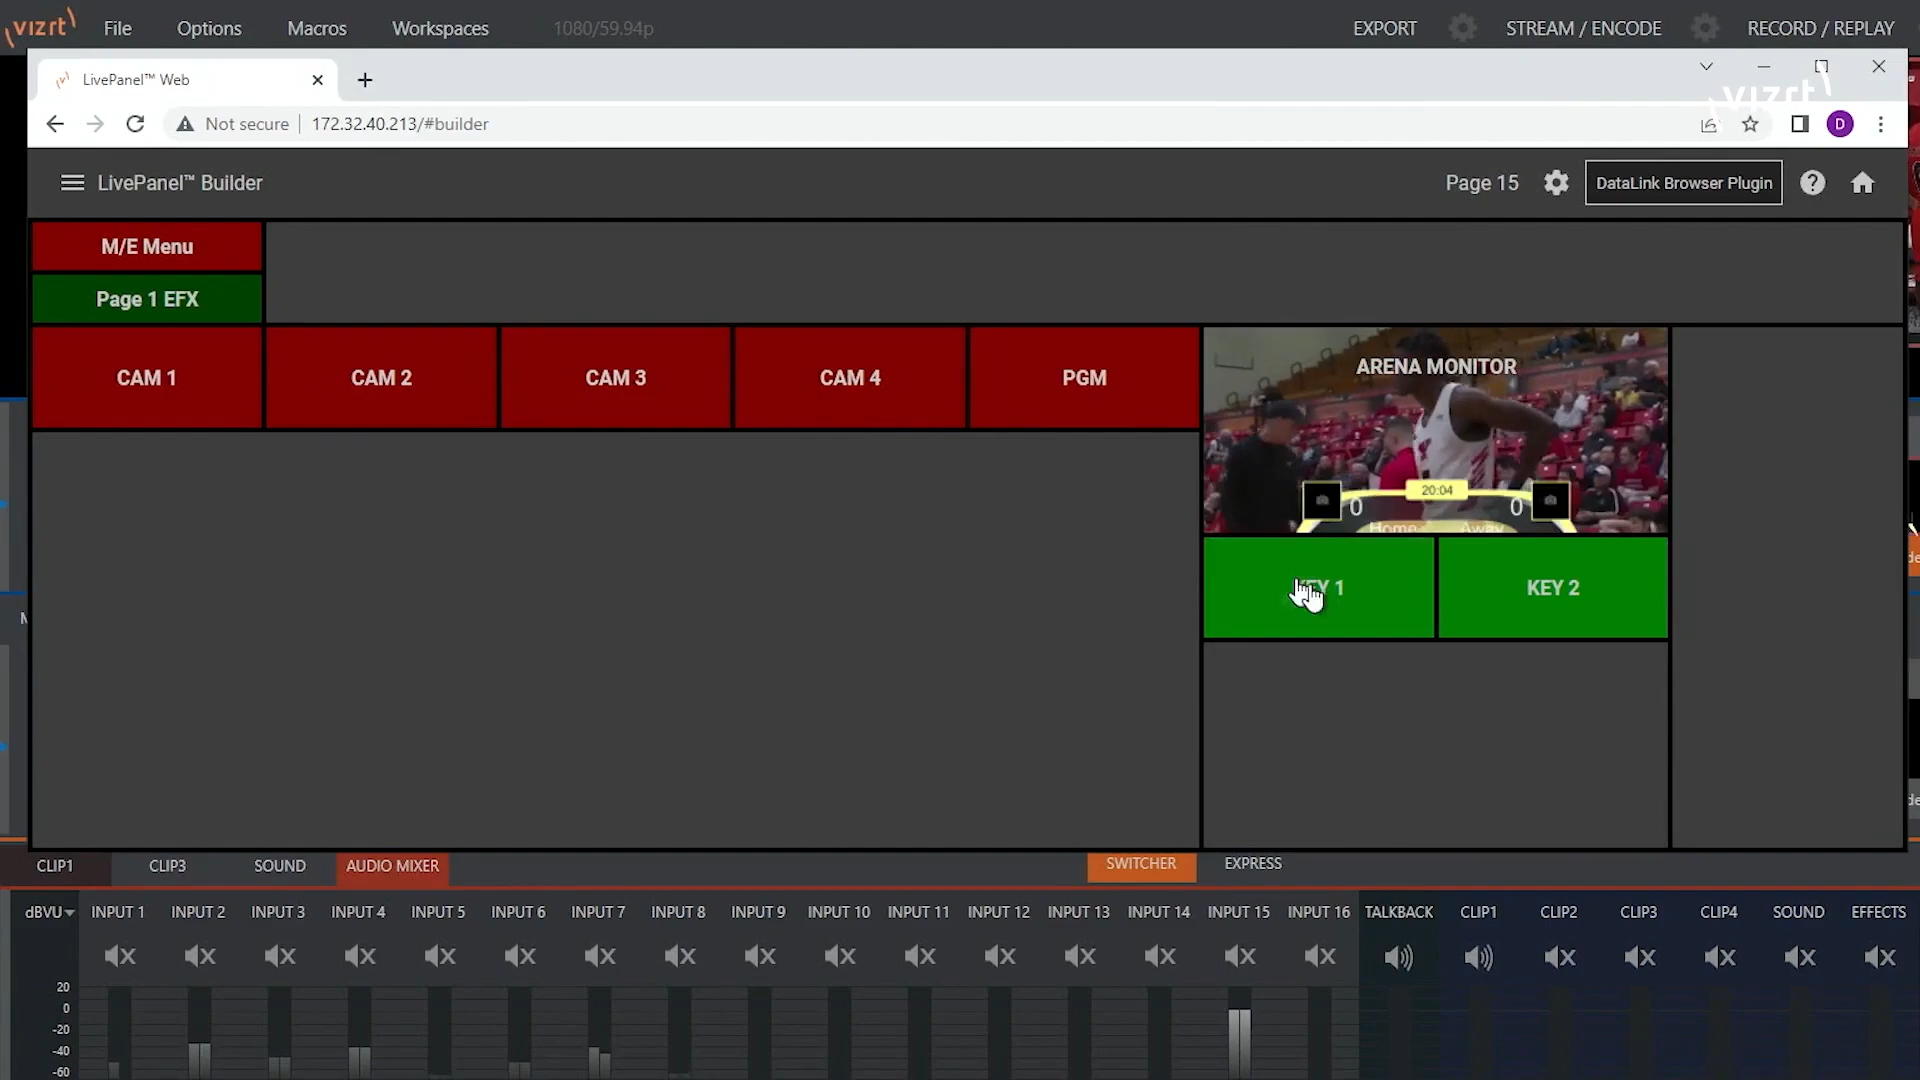 vizrt File Options Macros Workspaces 1080/59.94p EXPORT STREAM / ENCODE RECORD / REPLAY
LivePanel™ Web
vizrt
Not secure 172.32.40.213/#builder D
LivePanel™ Builder Page 15 DataLink Browser Plugin
M/E Menu
Page 1 EFX
CAM 1 CAM 2 CAM 3 CAM 4 PGM
ARENA MONITOR
20:04
0 0
Home Away
KEY 1 KEY 2
CLIP1 CLIP3 SOUND AUDIO MIXER SWITCHER EXPRESS
dBVU INPUT 1 INPUT 2 INPUT 3 INPUT 4 INPUT 5 INPUT 6 INPUT 7 INPUT 8 INPUT 9 INPUT 10 INPUT 11 INPUT 12 INPUT 13 INPUT 14 INPUT 15 INPUT 16 TALKBACK CLIP1 CLIP2 CLIP3 CLIP4 SOUND EFFECTS
20
0
-20
-40
-60